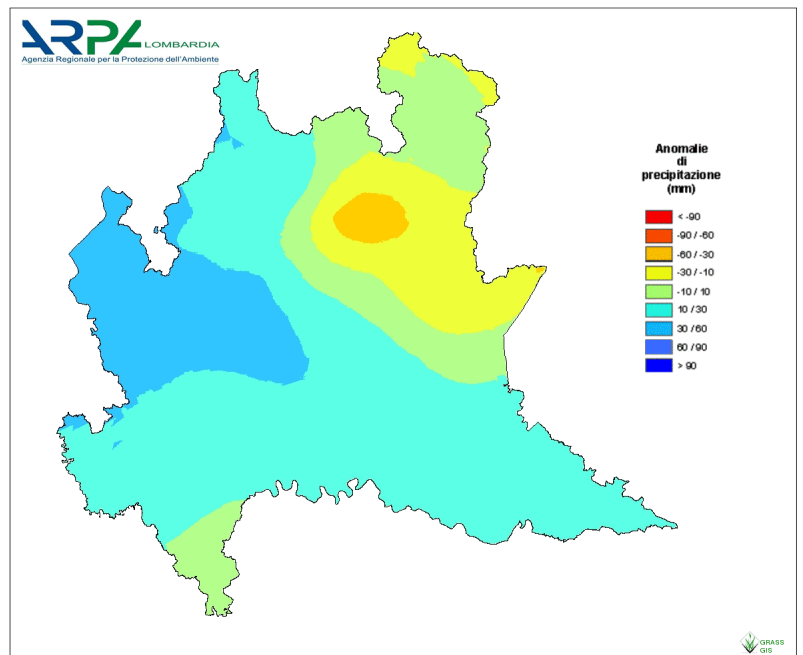 ARPA LOMBARDIA
Agenzia Regionale per la Protezione dell'Ambiente
Anomalie
di
precipitazione
(mm)
< -90
-90 / -60
-60 / -30
-30 / -10
-10 / 10
10 / 30
30 / 60
60 / 90
> 90
GRASS
GIS